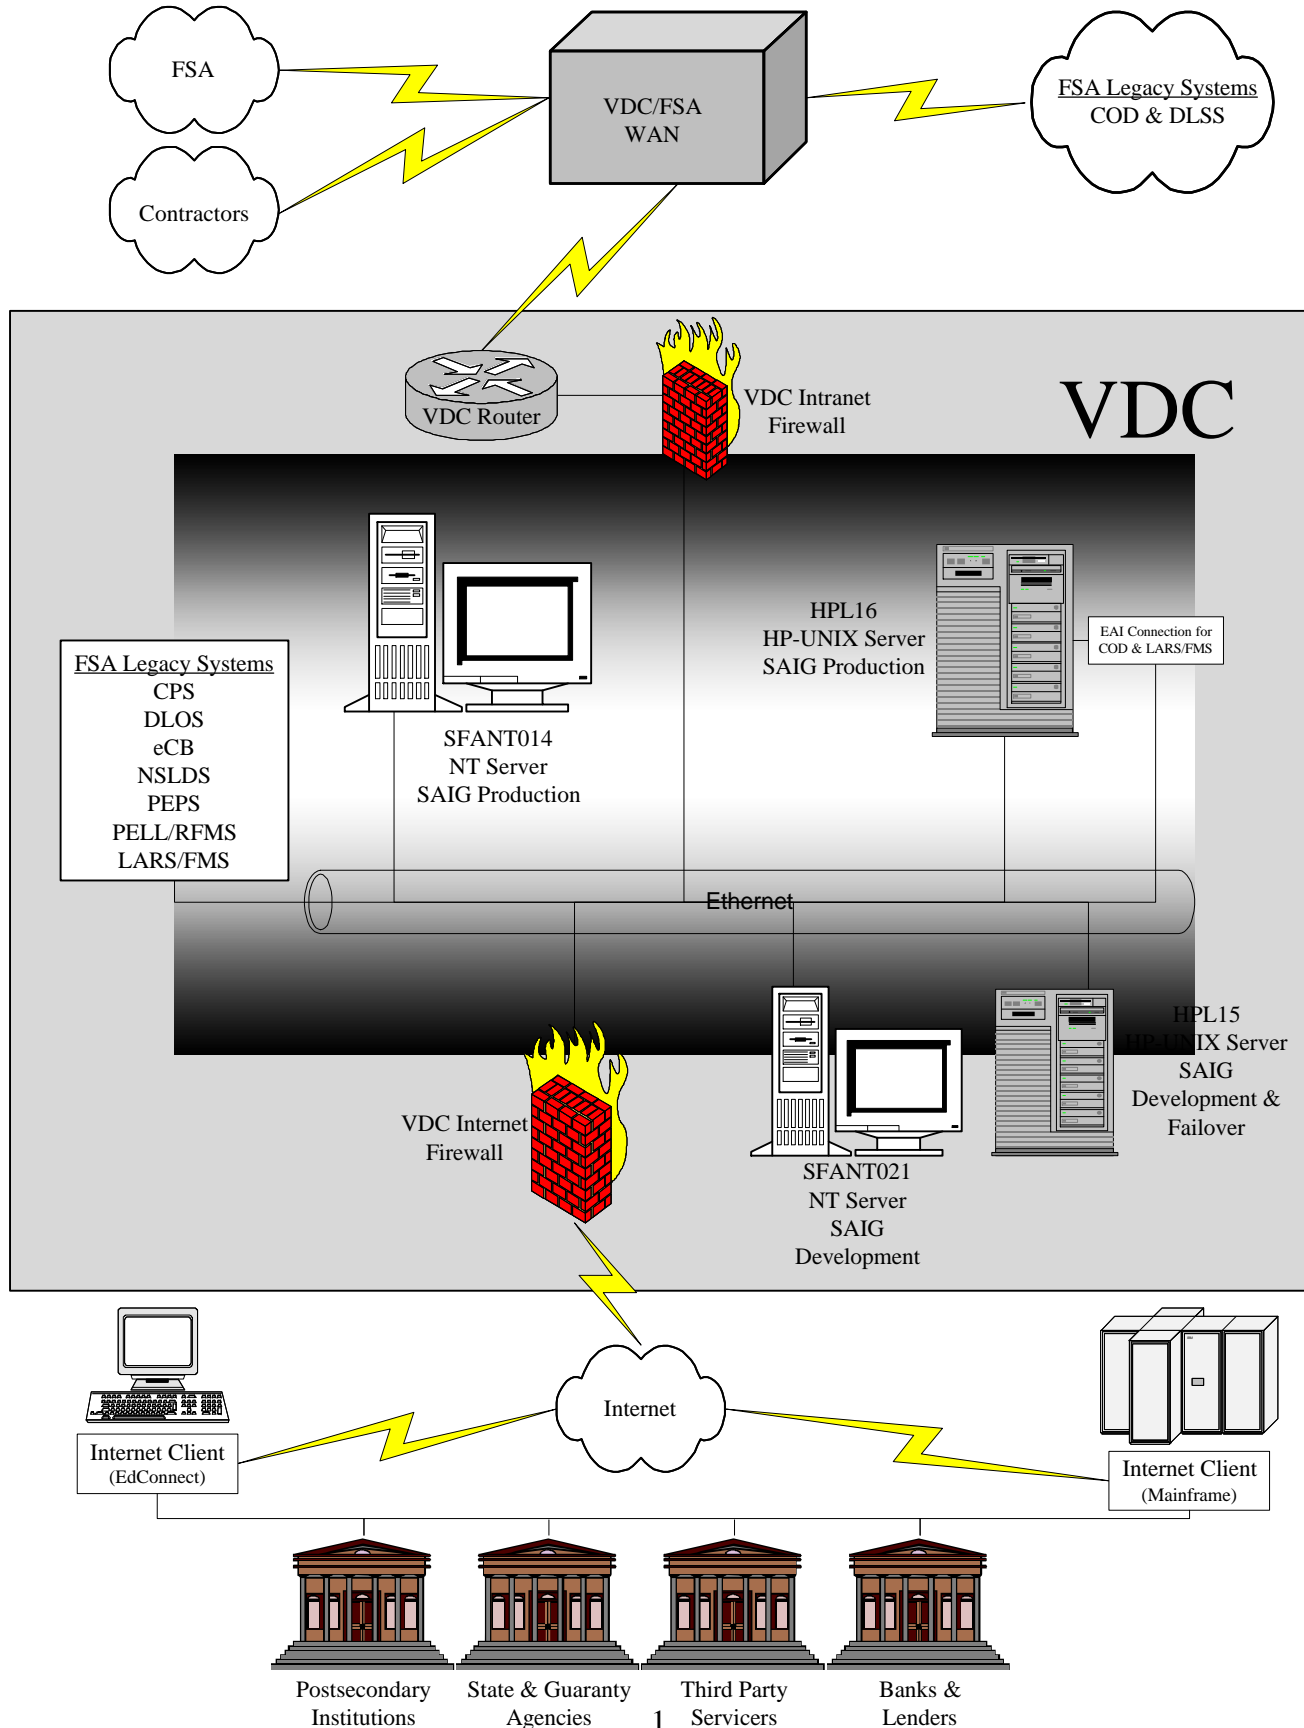 FSA
VDC/FSA
WAN
FSA Legacy Systems
COD & DLSS
Contractors
VDC Router
VDC Intranet
Firewall
VDC
HPL16
HP-UNIX Server
SAIG Production
EAI Connection for
COD & LARS/FMS
FSA Legacy Systems
CPS
DLOS
eCB
NSLDS
PEPS
PELL/RFMS
LARS/FMS
SFANT014
NT Server
SAIG Production
Ethernet
VDC Internet
Firewall
SFANT021
NT Server
SAIG
Development
HPL15
HP-UNIX Server
SAIG
Development &
Failover
Internet
Internet Client
(EdConnect)
Internet Client
(Mainframe)
Postsecondary
Institutions
State & Guaranty
Agencies
Third Party
Servicers
Banks &
Lenders
1